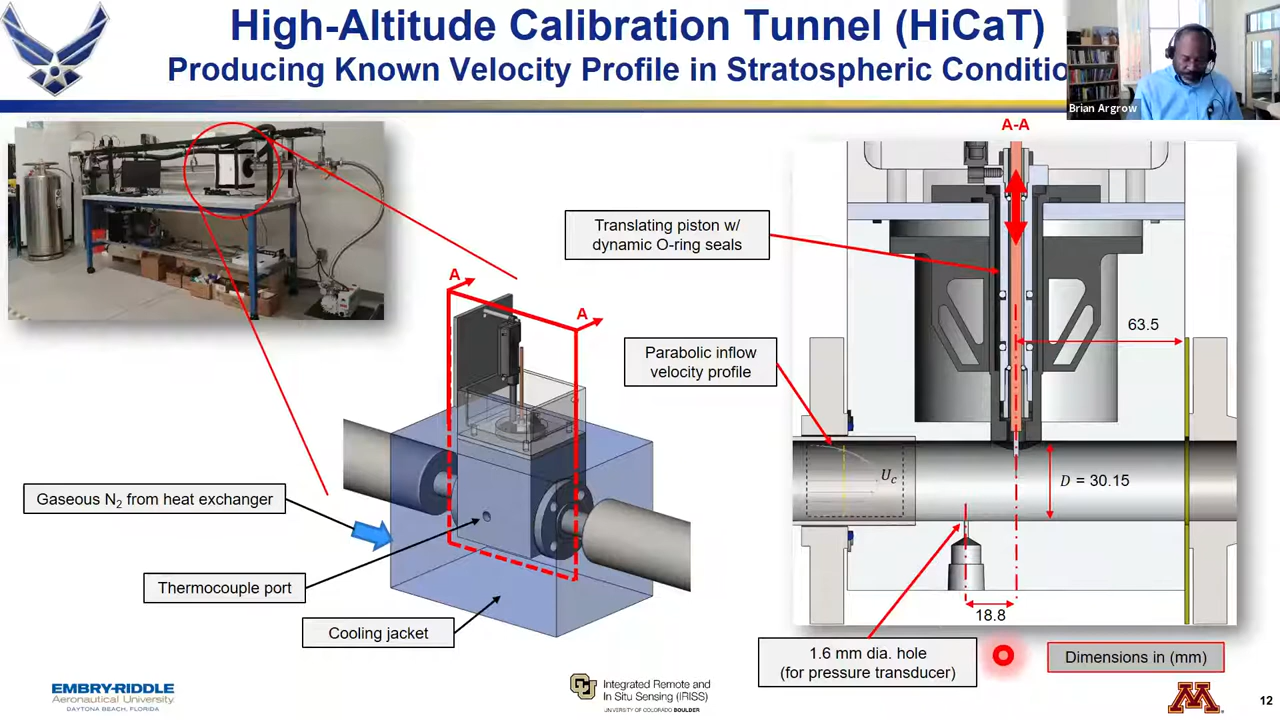 High-Altitude Calibration Tunnel (HiCaT)
Producing Known Velocity Profile in Stratospheric Conditio
Brian Argrow
A-A
Translating piston w/
dynamic O-ring seals
A
A
63.5
Parabolic inflow
velocity profile
U_c
D = 30.15
Gaseous N₂ from heat exchanger
Thermocouple port
18.8
Cooling jacket
1.6 mm dia. hole
(for pressure transducer)
Dimensions in (mm)
EMBRY-RIDDLE
Aeronautical University
DAYTONA BEACH, FLORIDA
CU
Integrated Remote and
In Situ Sensing (IRISS)
UNIVERSITY OF COLORADO BOULDER
M
12